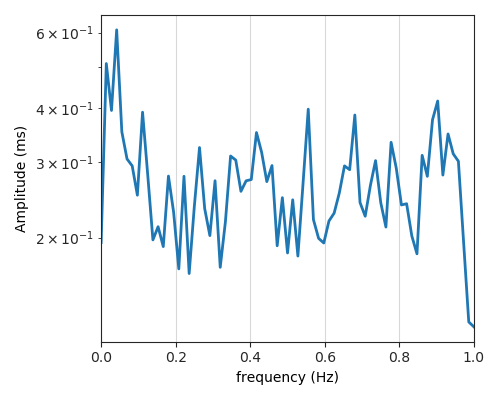 6 × 10⁻¹
4 × 10⁻¹
3 × 10⁻¹
2 × 10⁻¹
Amplitude (ms)
0.0 0.2 0.4 0.6 0.8 1.0
frequency (Hz)